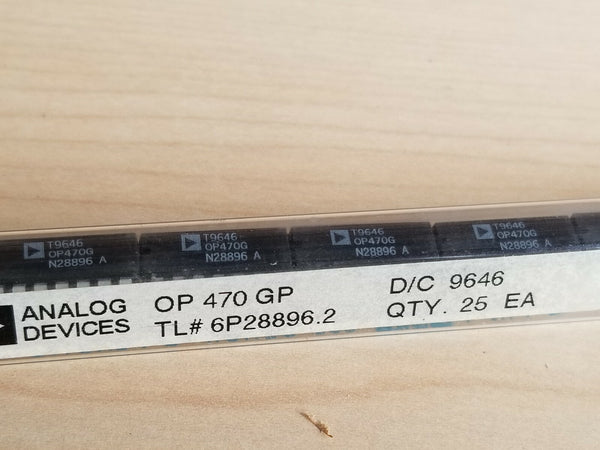 T9646
OP470G
N28896 A
T9646
OP470G
N28896 A
T9646
OP470G
N28896 A
T9646
OP470G
N28896 A
ANALOG
DEVICES
OP 470 GP
TL# 6P28896.2
D/C 9646
QTY. 25 EA